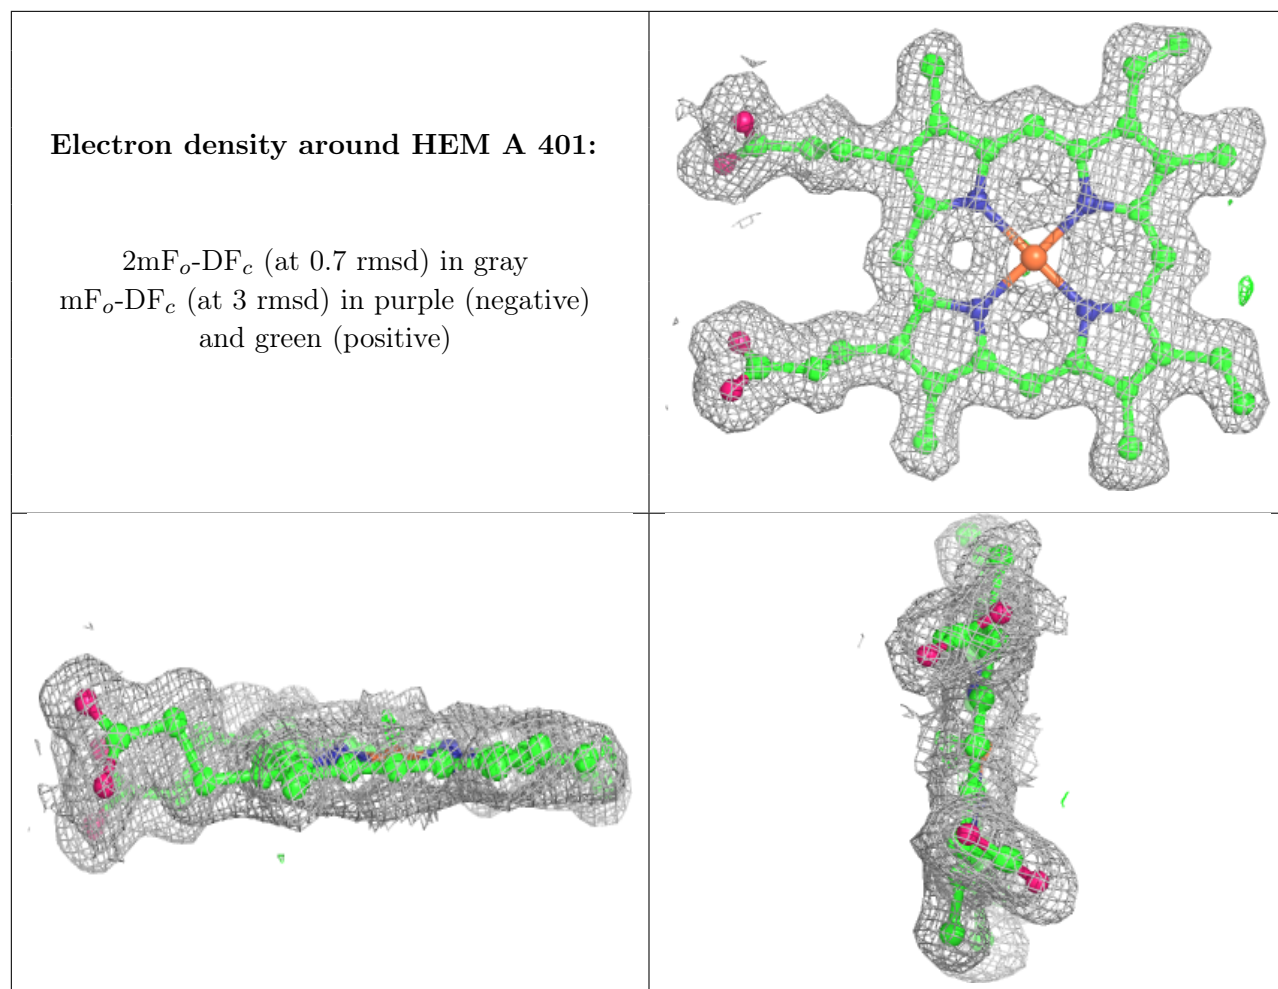 Electron density around HEM A 401:
2mFo-DFc (at 0.7 rmsd) in gray
mFo-DFc (at 3 rmsd) in purple (negative)
and green (positive)